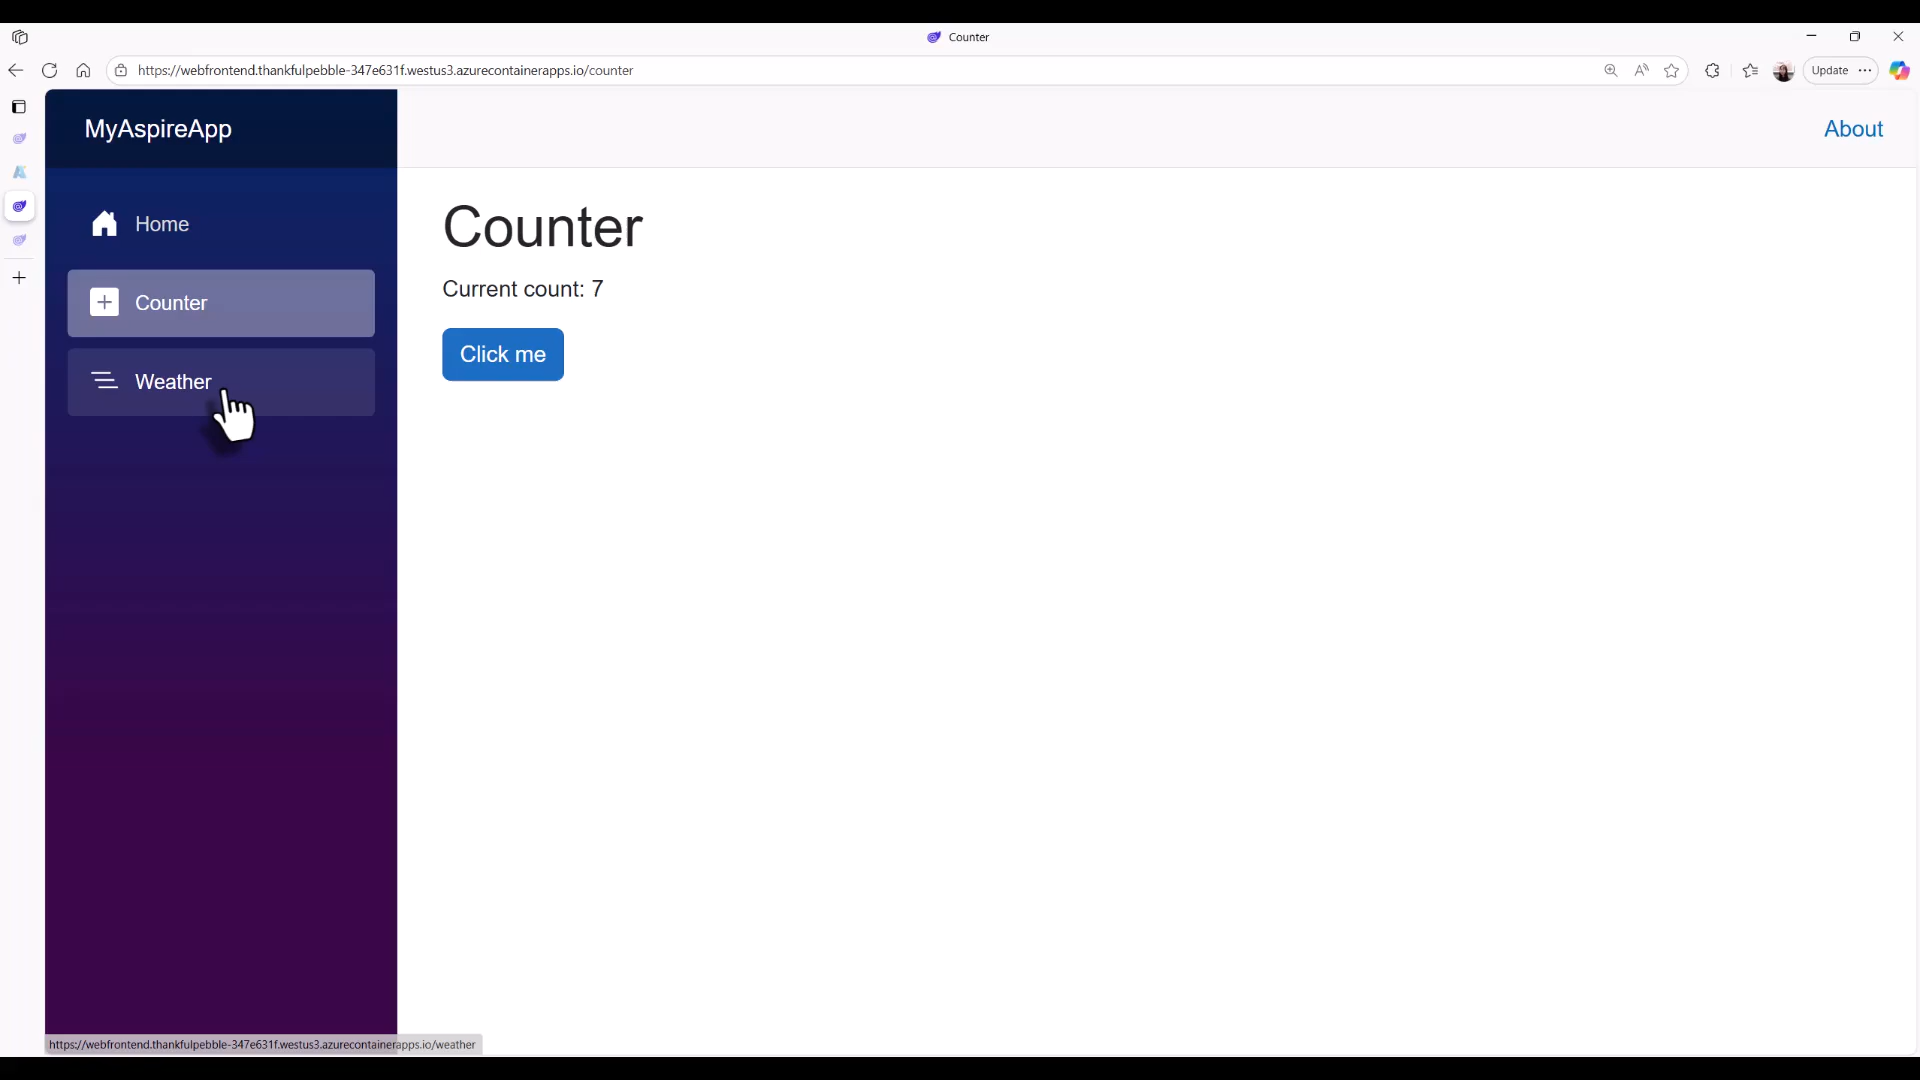 Counter
https://webfrontend.thankfulpebble-347e631f.westus3.azurecontainerapps.io/counter
Update
MyAspireApp
About
Home
Counter
Weather
Counter
Current count: 7
Click me
https://webfrontend.thankfulpebble-347e631f.westus3.azurecontainerapps.io/weather